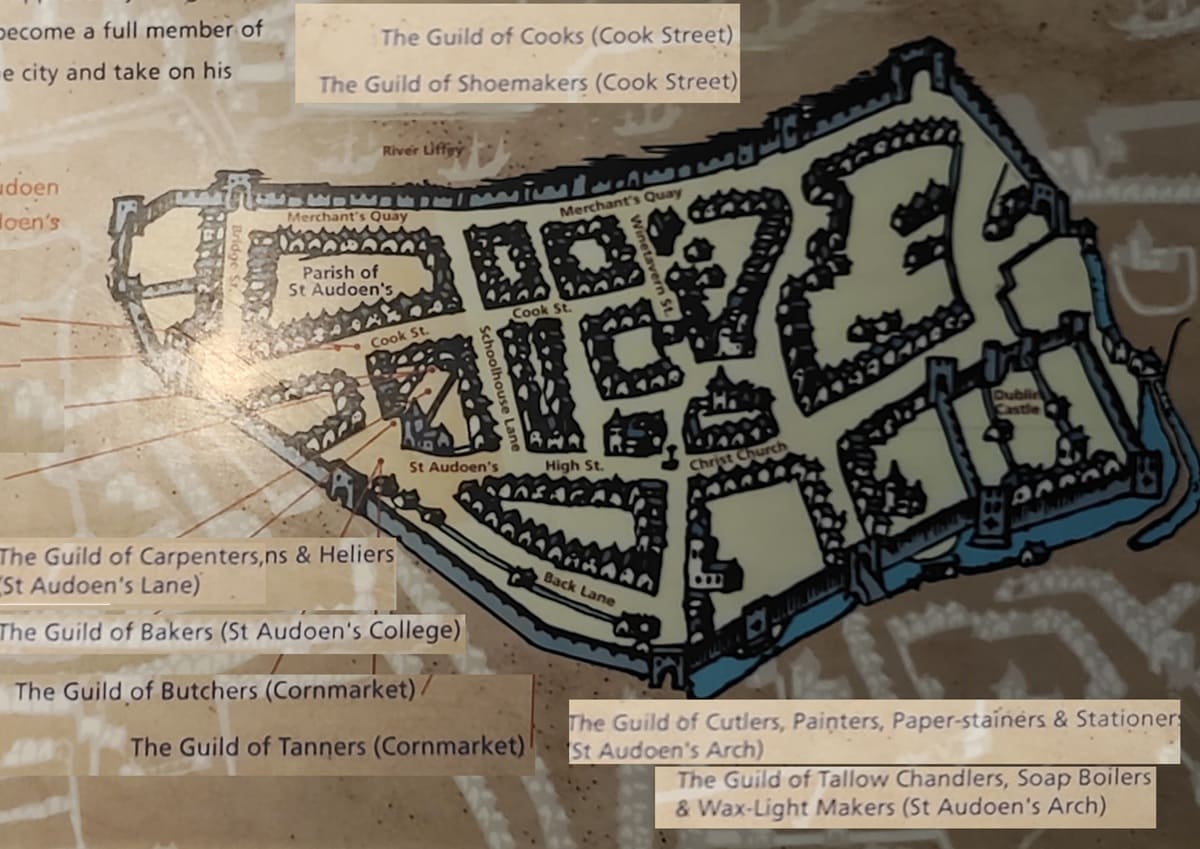 become a full member of
e city and take on his
The Guild of Cooks (Cook Street)
The Guild of Shoemakers (Cook Street)
River Liffey
udoen
doen's
Merchant's Quay
Merchant's Quay
Bridge St
Winetavern St.
Parish of
St Audoen's
Cook St.
Cook St.
Schoolhouse Lane
Dublin
Castle
St Audoen's
High St.
Christ Church
Back Lane
The Guild of Carpenters,ns & Heliers
(St Audoen's Lane)
The Guild of Bakers (St Audoen's College)
The Guild of Butchers (Cornmarket)
The Guild of Tanners (Cornmarket)
The Guild of Cutlers, Painters, Paper-stainers & Stationers
St Audoen's Arch)
The Guild of Tallow Chandlers, Soap Boilers
& Wax-Light Makers (St Audoen's Arch)